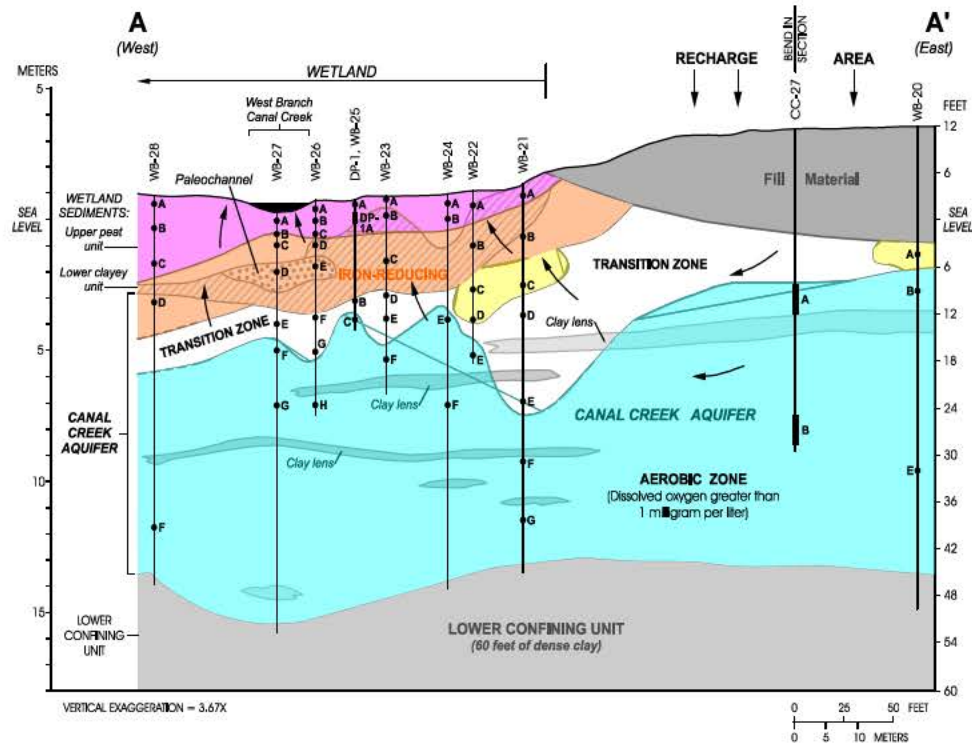 A
(West)
A'
(East)
BEND IN
SECTION
METERS
5
WETLAND
RECHARGE
AREA
West Branch
Canal Creek
FEET
12
WB-28
WB-27
WB-26
DP-1, WB-25
WB-23
WB-24
WB-22
WB-21
CC-27
WB-20
Paleochannel
6
Fill Material
WETLAND
SEDIMENTS:
SEA
LEVEL
Upper peat
unit
Lower clayey
unit
SEA
LEVEL
A
B
C
D
F
A
B
C
D
E
F
G
A
B
C
D
E
F
G
H
A
DP-
1A
B
C
A
B
C
D
E
F
A
B
E
F
A
B
C
D
E
A
B
C
D
E
F
G
A
B
A
B
E
IRON-REDUCING
TRANSITION ZONE
TRANSITION ZONE
Clay lens
Clay lens
Clay lens
CANAL
CREEK
AQUIFER
CANAL CREEK AQUIFER
AEROBIC ZONE
(Dissolved oxygen greater than
1 milligram per liter)
5
10
15
6
12
18
24
30
36
42
48
54
60
LOWER
CONFINING
UNIT
LOWER CONFINING UNIT
(60 feet of dense clay)
VERTICAL EXAGGERATION = 3.67X
0 25 50 FEET
0 5 10 METERS